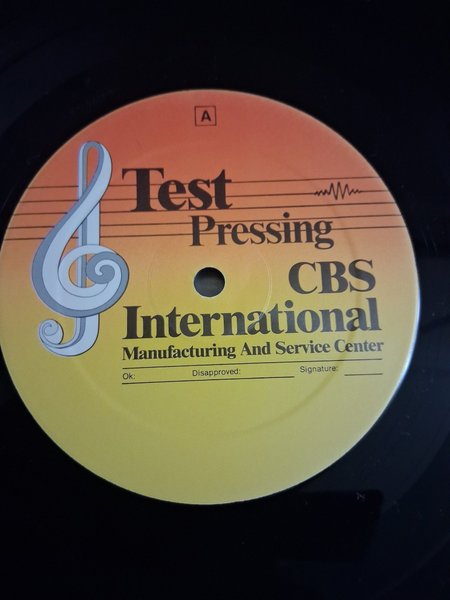 A
Test
Pressing
CBS
International
Manufacturing And Service Center
Ok: Disapproved: Signature: